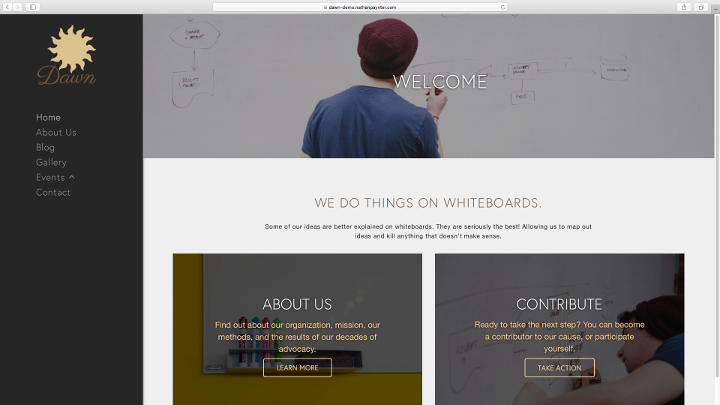 dawn-demo.nathanpaynter.com
Dawn
Home
About Us
Blog
Gallery
Events
Contact
WELCOME
WE DO THINGS ON WHITEBOARDS.
Some of our ideas are better explained on whiteboards. They are seriously the best! Allowing us to map out
ideas and kill anything that doesn't make sense.
ABOUT US
Find out about our organization, mission, our
methods, and the results of our decades of
advocacy.
LEARN MORE
CONTRIBUTE
Ready to take the next step? You can become
a contributor to our cause, or participate
yourself.
TAKE ACTION